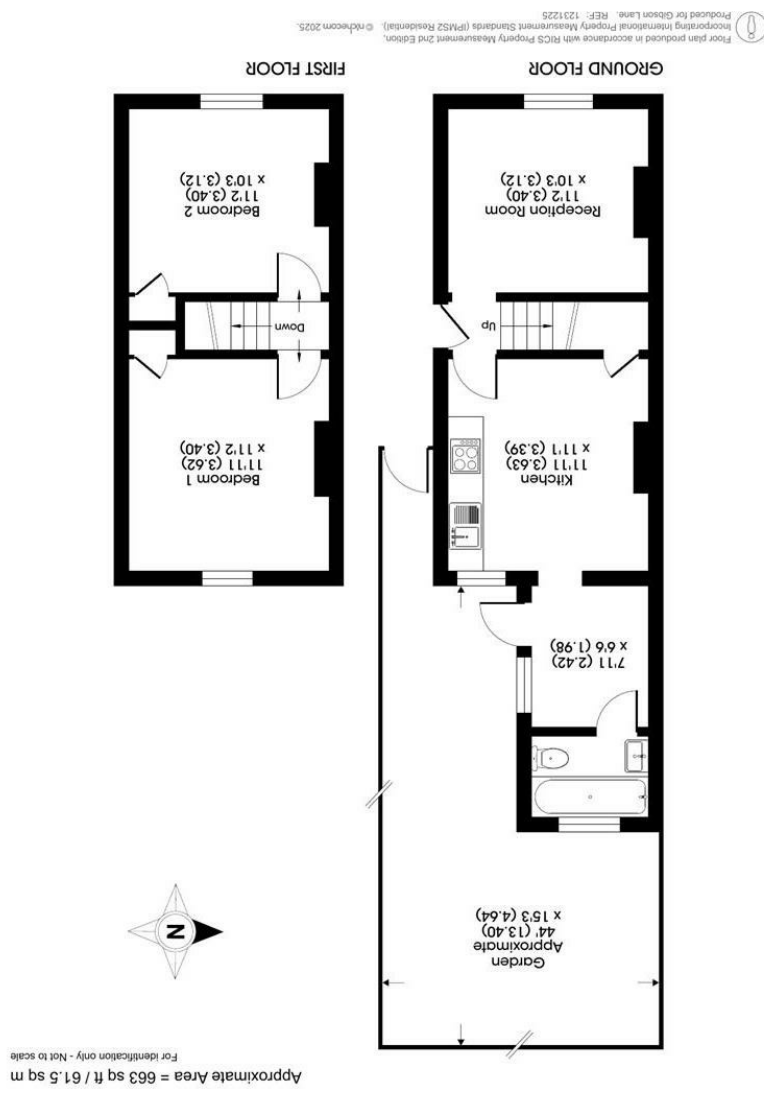 Approximate Area = 663 sq ft / 61.5 sq m
For identification only - Not to scale
N
Garden
Approximate
44' (13.40)
x 15'3 (4.64)
7'11 (2.42)
x 6'6 (1.98)
Kitchen
11'11 (3.63)
x 11'1 (3.39)
Up
Reception Room
11'2 (3.40)
x 10'3 (3.12)
GROUND FLOOR
Bedroom 1
11'11 (3.62)
x 11'2 (3.40)
Down
Bedroom 2
11'2 (3.40)
x 10'3 (3.12)
FIRST FLOOR
Floor plan produced in accordance with RICS Property Measurement 2nd Edition,
Incorporating International Property Measurement Standards (IPMS2 Residential). © nichecom 2025.
Produced for Gibson Lane. REF: 1231225